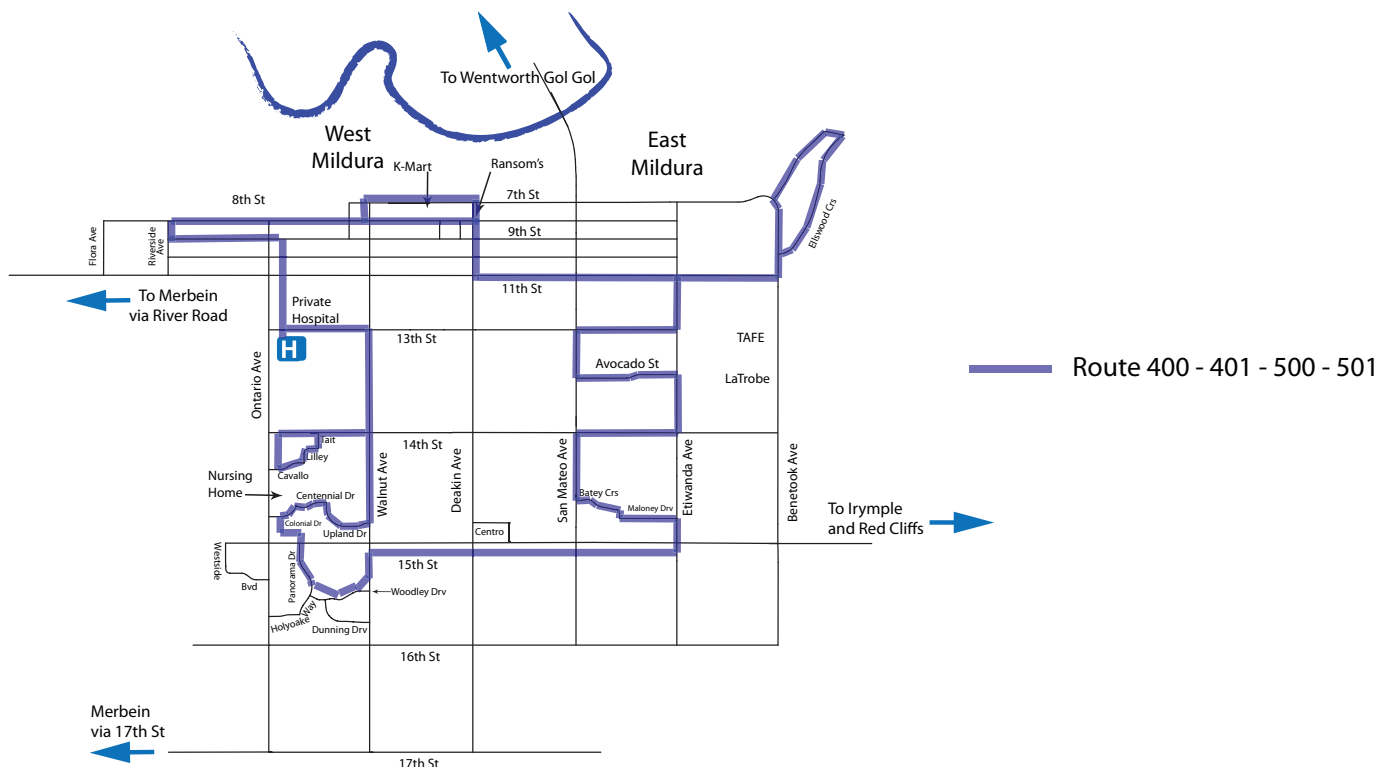 To Wentworth Gol Gol
West
Mildura
East
Mildura
K-Mart
Ransom's
7th St
8th St
9th St
Flora Ave
Riverside
Ave
Ellswood Crs
11th St
To Merbein
via River Road
Private
Hospital
H
13th St
TAFE
Avocado St
LaTrobe
Route 400 - 401 - 500 - 501
Ontario Ave
14th St
Tait
Lilley
Cavallo
Nursing
Home
Centennial Dr
Colonial Dr
Upland Dr
Walnut Ave
Deakin Ave
San Mateo Ave
Etiwanda Ave
Benetook Ave
Batey Crs
Maloney Drv
Centro
To Irymple
and Red Cliffs
Westside
Bvd
Panorama Dr
15th St
Woodley Drv
Holyoake Way
Dunning Drv
16th St
Merbein
via 17th St
17th St